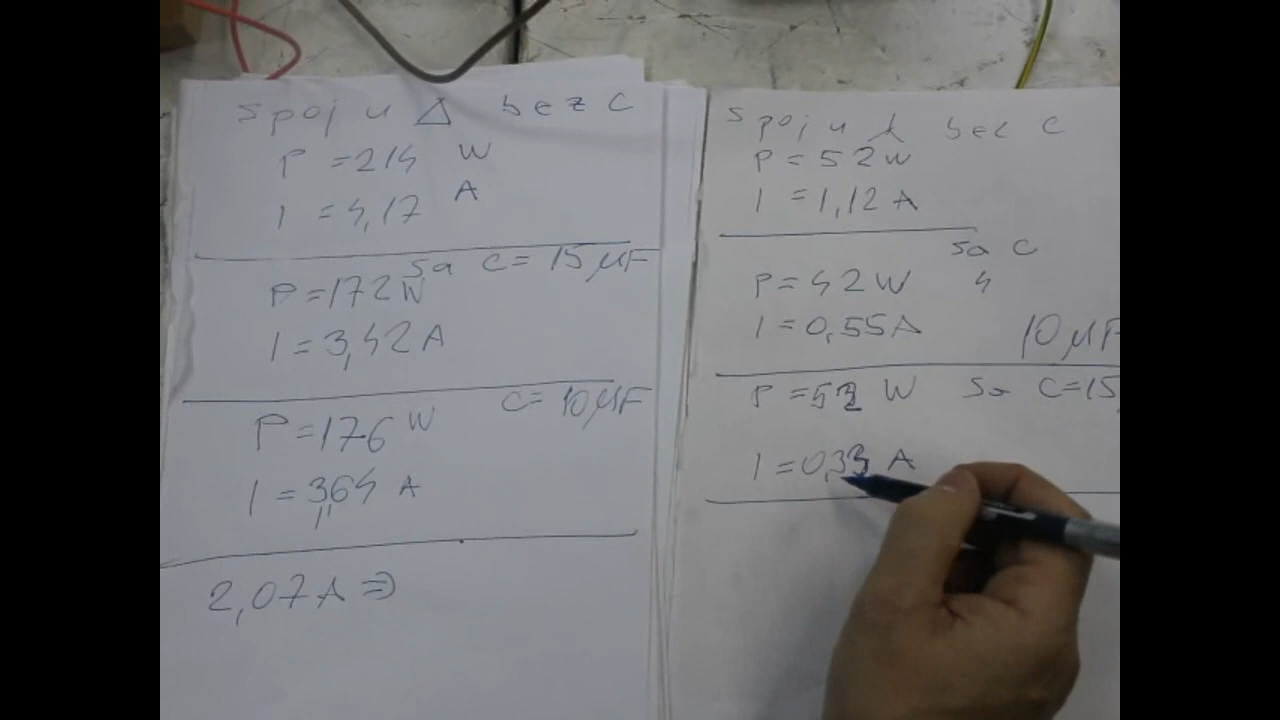 spoj u Δ bez C
P = 214 W
I = 4,17 A
sa C = 15 μF
P = 172 W
I = 3,42 A
C = 10 μF
P = 176 W
I = 3,64 A
2,07 A ⇒
spoj u Y bez C
P = 52 W
I = 1,12 A
sa C
P = 42 W
I = 0,55 A
10 μF
W sa C = 15
I = 0,33 A